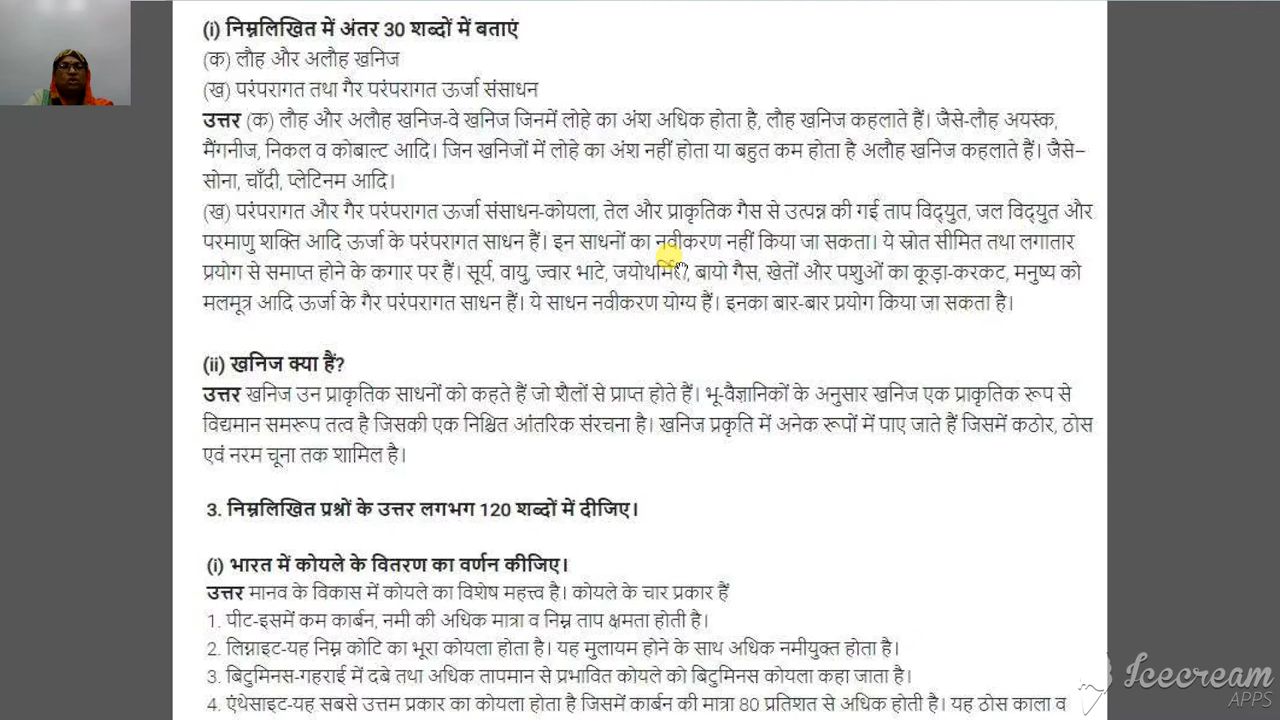 (i) निम्नलिखित में अंतर 30 शब्दों में बताएं
(क) लौह और अलौह खनिज
(ख) परंपरागत तथा गैर परंपरागत ऊर्जा संसाधन
उत्तर (क) लौह और अलौह खनिज-वे खनिज जिनमें लोहे का अंश अधिक होता है, लौह खनिज कहलाते हैं। जैसे-लौह अयस्क,
मैंगनीज, निकल व कोबाल्ट आदि। जिन खनिजों में लोहे का अंश नहीं होता या बहुत कम होता है अलौह खनिज कहलाते हैं। जैसे–
सोना, चाँदी, प्लेटिनम आदि।
(ख) परंपरागत और गैर परंपरागत ऊर्जा संसाधन-कोयला, तेल और प्राकृतिक गैस से उत्पन्न की गई ताप विद्युत, जल विद्युत और
परमाणु शक्ति आदि ऊर्जा के परंपरागत साधन हैं। इन साधनों का नवीकरण नहीं किया जा सकता। ये स्रोत सीमित तथा लगातार
प्रयोग से समाप्त होने के कगार पर हैं। सूर्य, वायु, ज्वार भाटे, बायो गैस, खेतों और पशुओं का कूड़ा-करकट, मनुष्य को
मलमूत्र आदि ऊर्जा के गैर परंपरागत साधन हैं। ये साधन नवीकरण योग्य हैं। इनका बार-बार प्रयोग किया जा सकता है।
(ii) खनिज क्या हैं?
उत्तर खनिज उन प्राकृतिक साधनों को कहते हैं जो शैलों से प्राप्त होते हैं। भू-वैज्ञानिकों के अनुसार खनिज एक प्राकृतिक रूप से
विद्यमान समरूप तत्व है जिसकी एक निश्चित आंतरिक संरचना है। खनिज प्रकृति में अनेक रूपों में पाए जाते हैं जिसमें कठोर, ठोस
एवं नरम चूना तक शामिल है।
3. निम्नलिखित प्रश्नों के उत्तर लगभग 120 शब्दों में दीजिए।
(i) भारत में कोयले के वितरण का वर्णन कीजिए।
उत्तर मानव के विकास में कोयले का विशेष महत्त्व है। कोयले के चार प्रकार हैं
1. पीट-इसमें कम कार्बन, नमी की अधिक मात्रा व निम्न ताप क्षमता होती है।
2. लिग्नाइट-यह निम्न कोटि का भूरा कोयला होता है। यह मुलायम होने के साथ अधिक नमीयुक्त होता है।
3. बिटुमिनस-गहराई में दबे तथा अधिक तापमान से प्रभावित कोयले को बिटुमिनस कोयला कहा जाता है।
4. एंथेसाइट-यह सबसे उत्तम प्रकार का कोयला होता है जिसमें कार्बन की मात्रा 80 प्रतिशत से अधिक होती है। यह ठोस काला व
Icecream
APPS